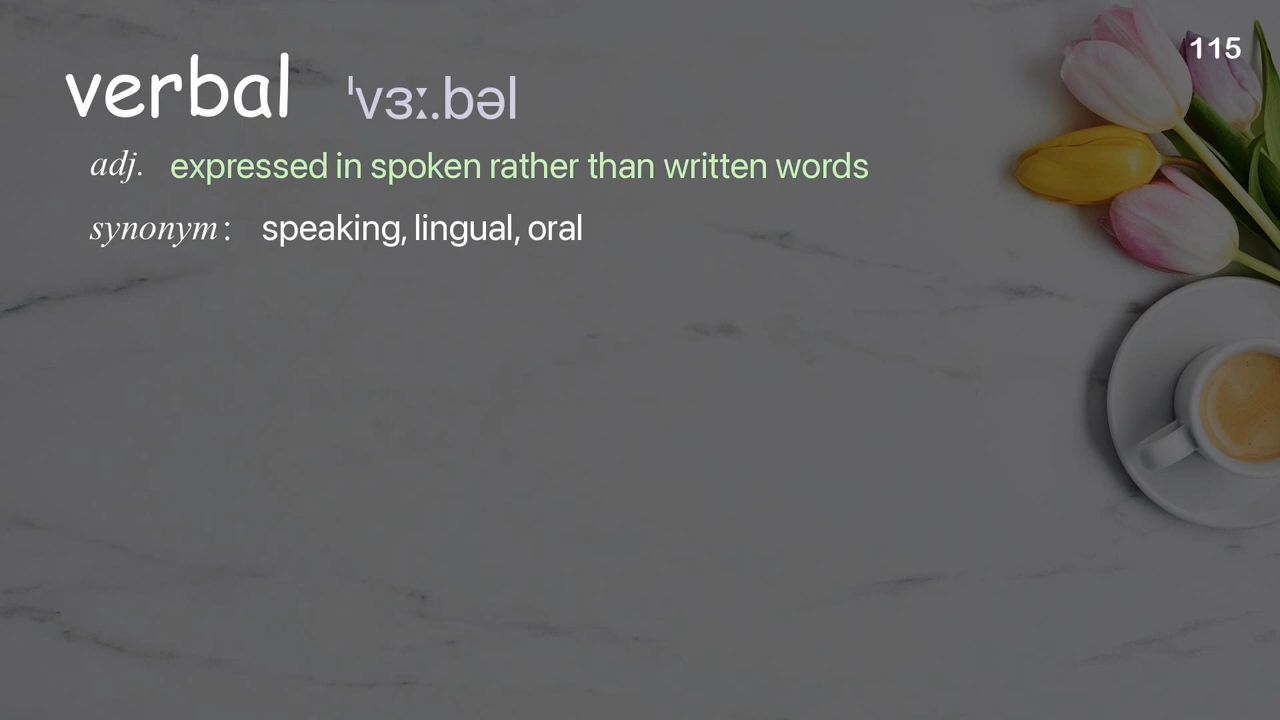 115
verbal ˈvɜː.bəl
adj. expressed in spoken rather than written words
synonym: speaking, lingual, oral